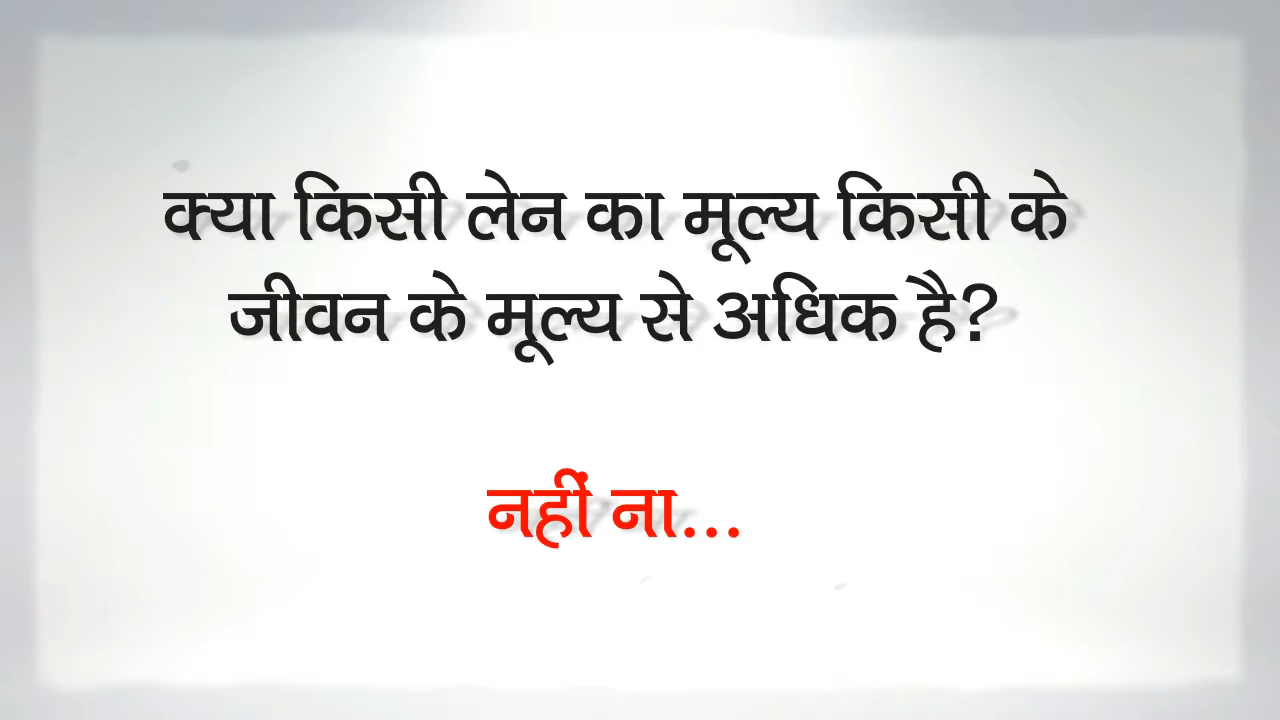 क्या किसी लेन का मूल्य किसी के
जीवन के मूल्य से अधिक है?
नहीं ना...